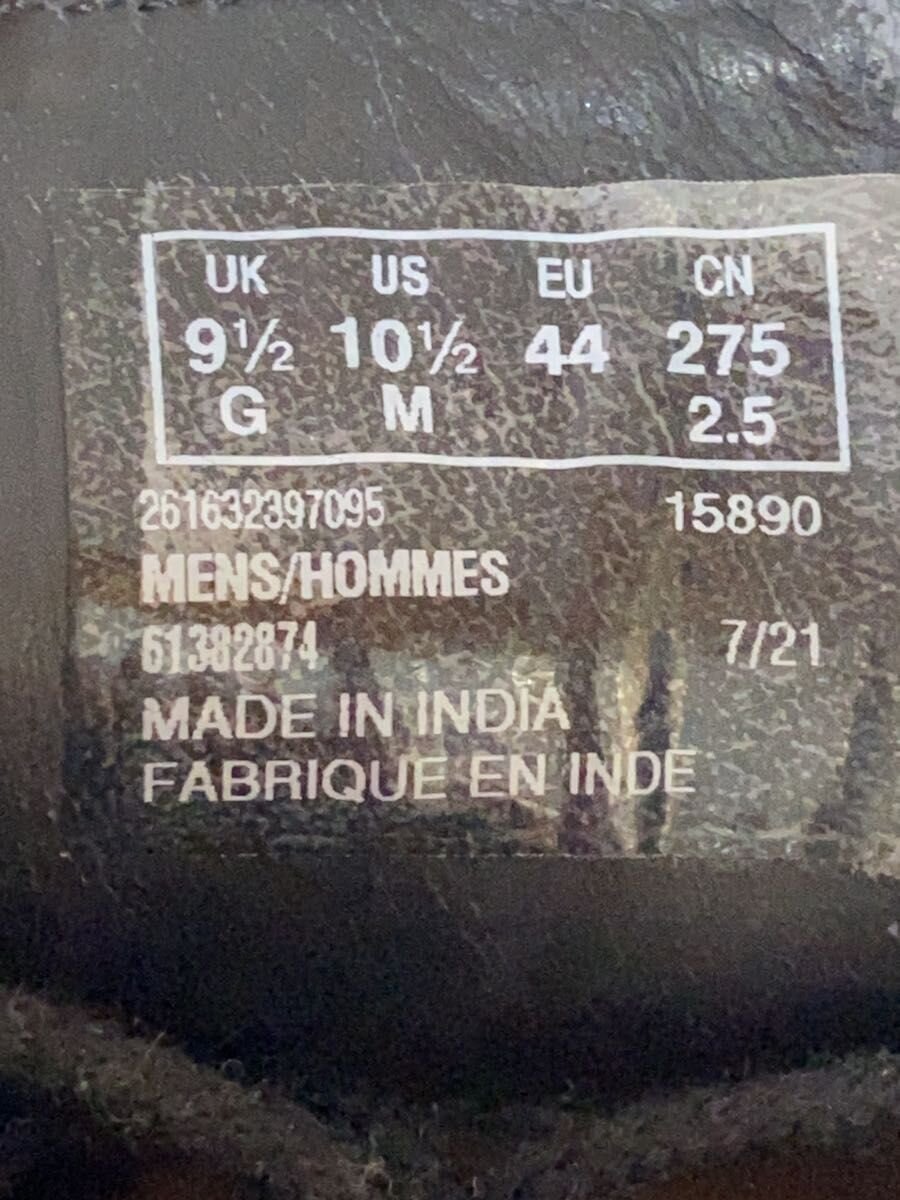 UK US EU CN
9½ 10½ 44 275
G M 2.5
261632397095 15890
MENS/HOMMES
61382874 7/21
MADE IN INDIA
FABRIQUE EN INDE